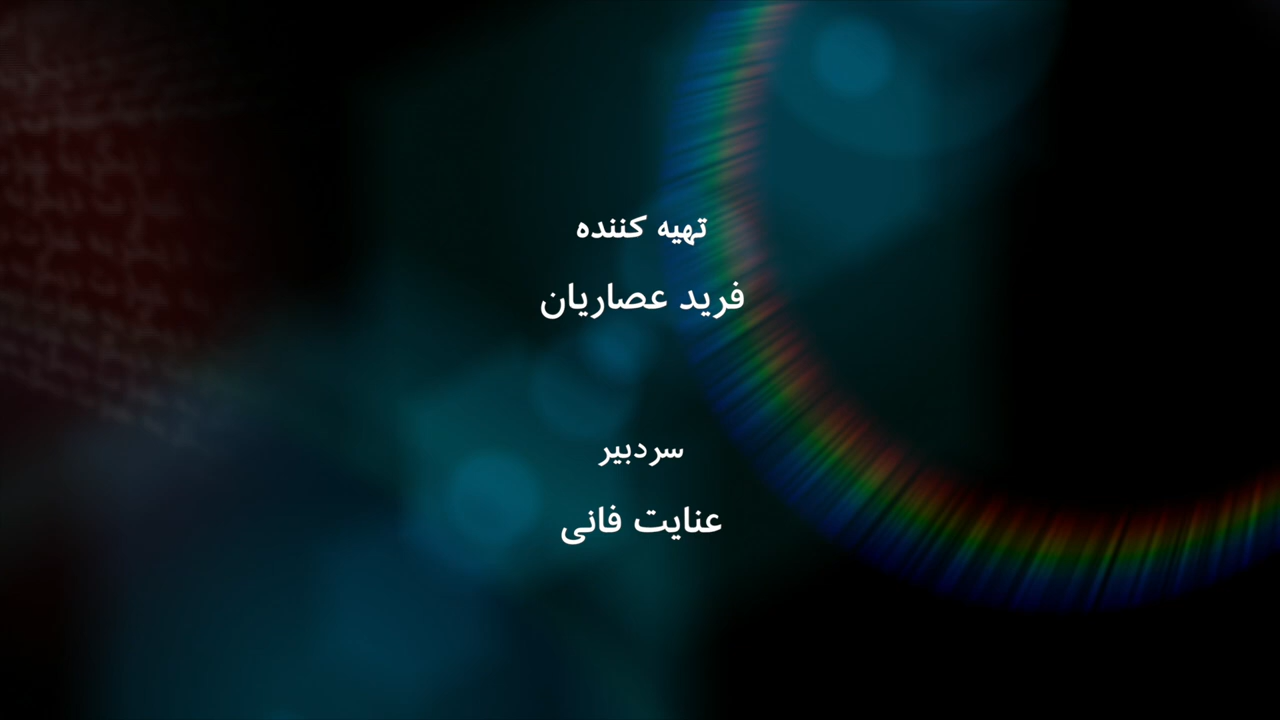 تهیه کننده
فرید عصاریان
سردبیر
عنایت فانی